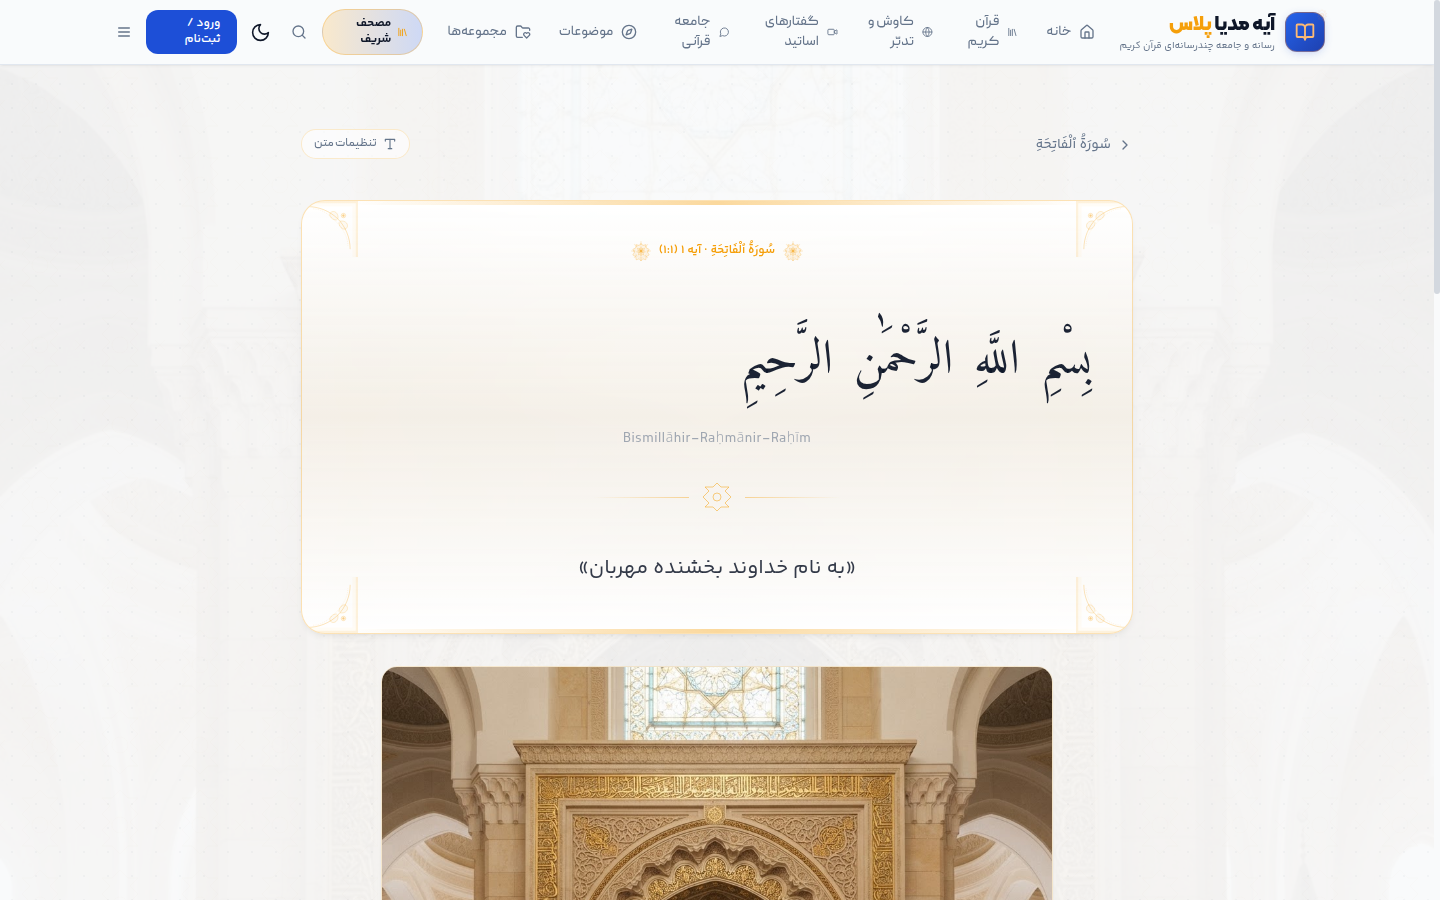 آیه مدیا پلاس
رسانه و جامعه چندرسانه‌ای قرآن کریم
خانه
قرآن
کریم
کاوش و
تدبّر
گفتارهای
اساتید
جامعه
قرآنی
موضوعات
مجموعه‌ها
مصحف
شریف
ورود /
ثبت‌نام
سُورَةُ ٱلْفَاتِحَةِ
تنظیمات متن
سُورَةُ ٱلْفَاتِحَةِ · آیه ۱ (۱:۱)
بِسْمِ اللَّهِ الرَّحْمَٰنِ الرَّحِيمِ
Bismillāhir-Raḥmānir-Raḥīm
«به نام خداوند بخشنده مهربان»